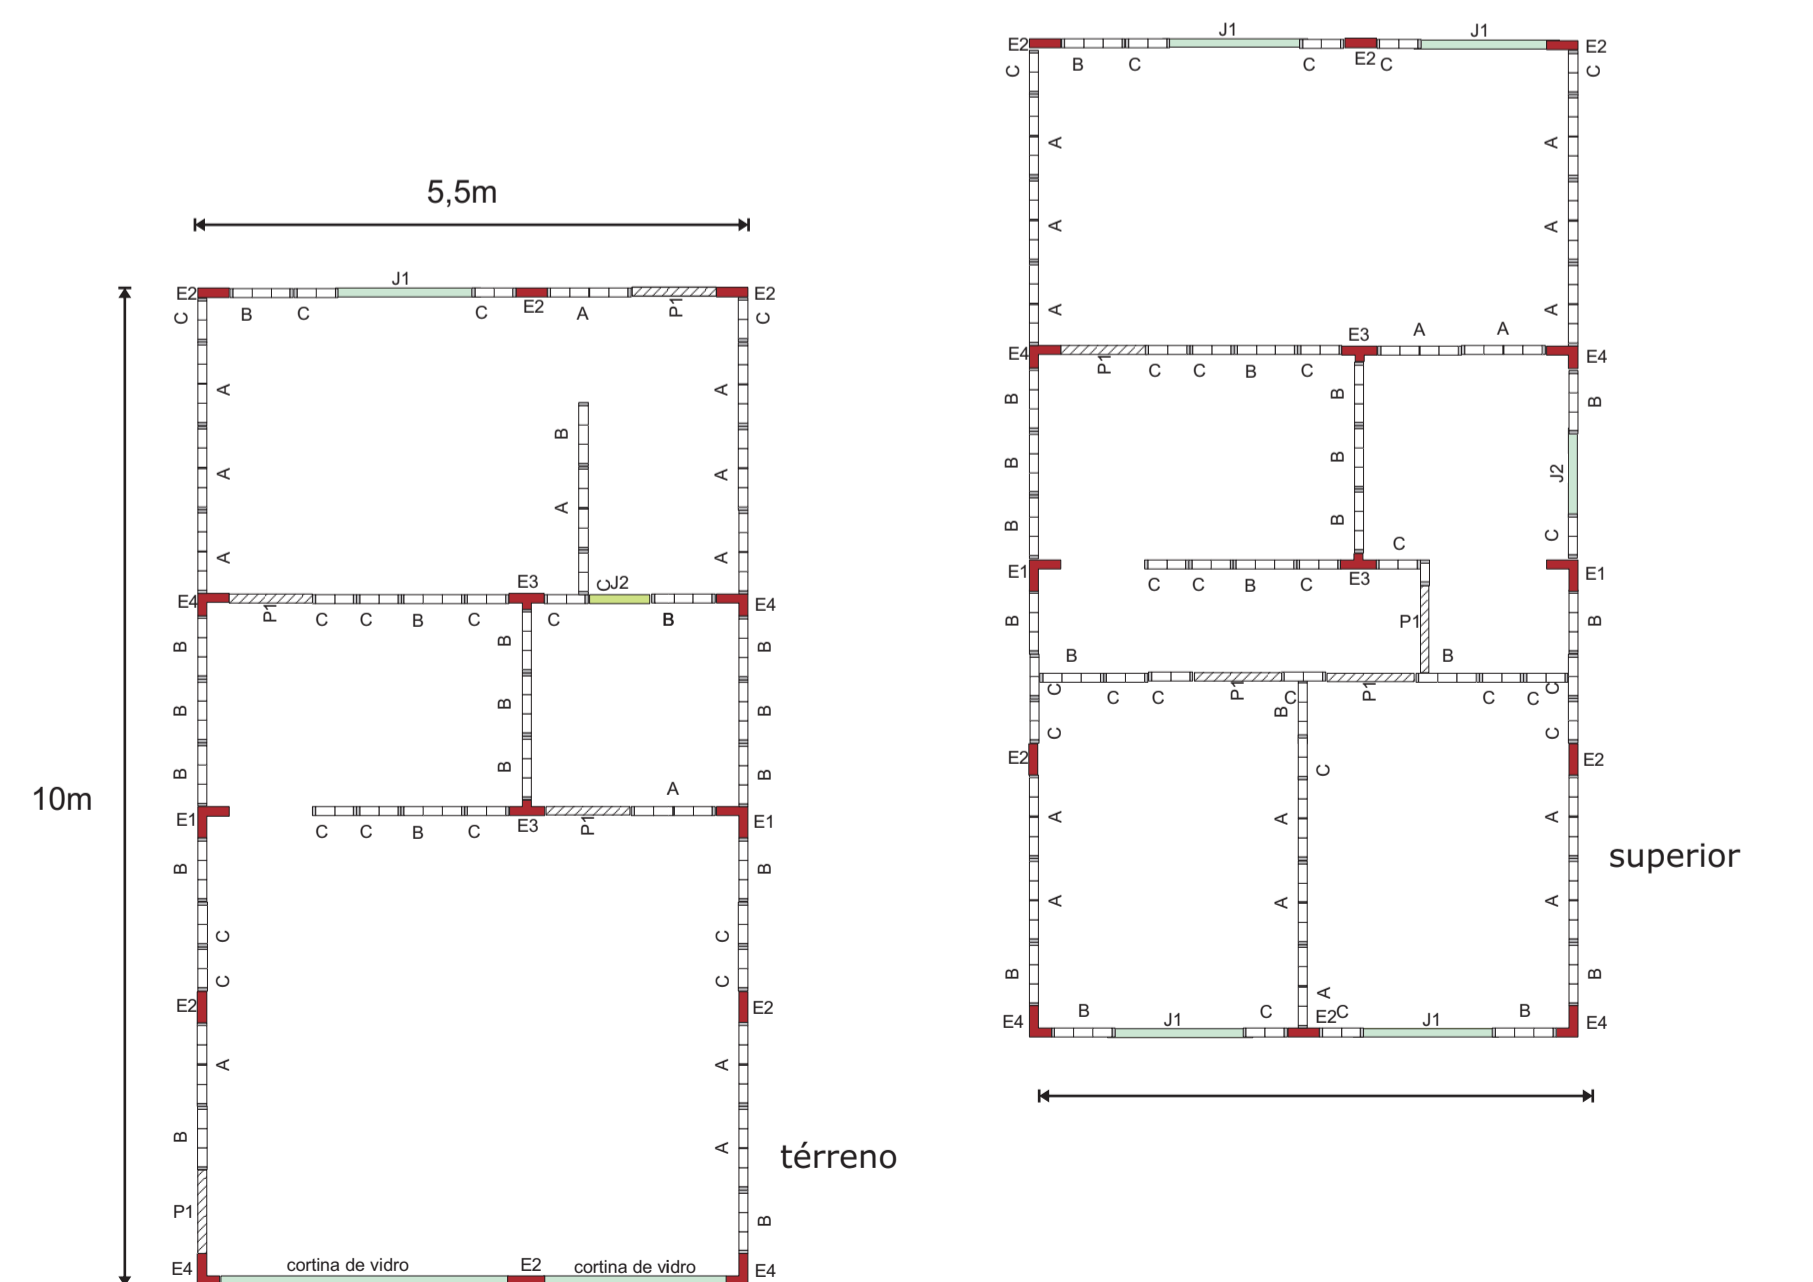 5,5m
10m
E2 J1 E2
B C C E2 A P1
C C
A A
B
A A
A
A A
E4 P1 E3 C J2 E4
C C B C C B
B B B
B B B
B B B
A
E1 C C B C E3 P1 E1
B B
C C
C C
E2 E2
A A
B A
P1 B
E4 cortina de vidro E2 cortina de vidro E4
térreno
E2 J1 J1 E2
C B C C E2 C C
A A
A A
A A
E3 A A
E4 P1 C C B C E4
B B B
B B J2
B B C
C
E1 C C B C E3 E1
B P1 B
B B
C C C P1 C P1 C C C
B
C C
E2 C E2
A A A
A A A
B B
A
E4 B J1 C E2 C J1 B E4
superior